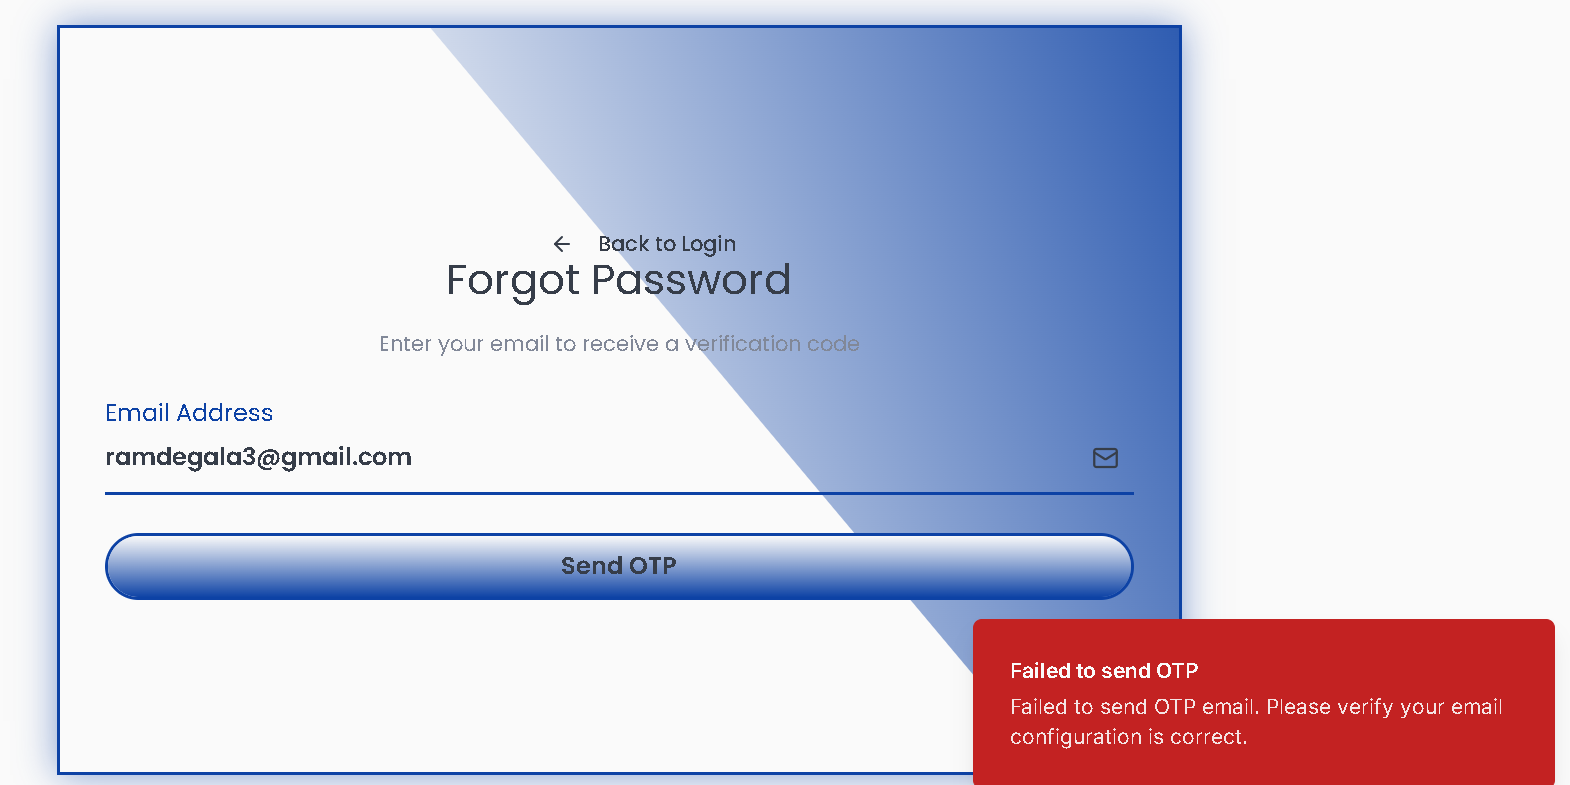 Back to Login
Forgot Password
Enter your email to receive a verification code
Email Address
ramdegala3@gmail.com
Send OTP
Failed to send OTP
Failed to send OTP email. Please verify your email
configuration is correct.